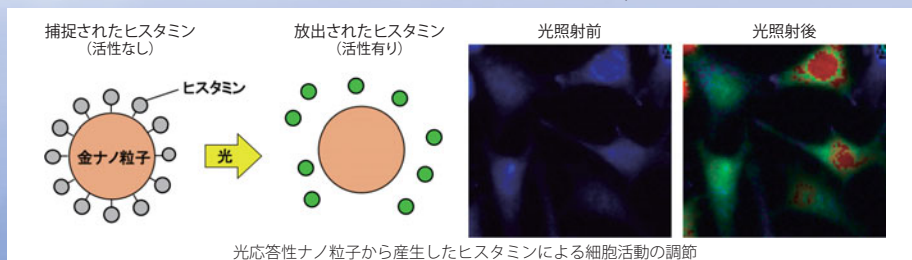 捕捉されたヒスタミン
(活性なし)
放出されたヒスタミン
(活性有り)
光照射前
光照射後
ヒスタミン
金ナノ粒子
光
光応答性ナノ粒子から産生したヒスタミンによる細胞活動の調節